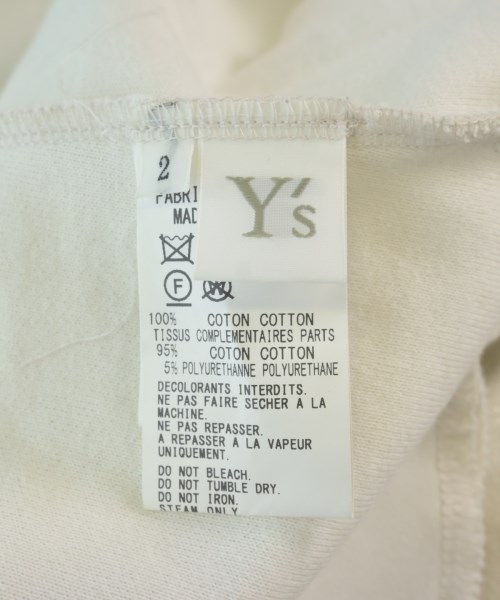 2
Y's
FABRI
MAD
F
W
100% COTON COTTON
TISSUS COMPLEMENTAIRES PARTS
95% COTON COTTON
5% POLYURETHANNE POLYURETHANE
DECOLORANTS INTERDITS.
NE PAS FAIRE SECHER A LA
MACHINE.
NE PAS REPASSER.
A REPASSER A LA VAPEUR
UNIQUEMENT.
DO NOT BLEACH.
DO NOT TUMBLE DRY.
DO NOT IRON.
STEAM ONLY.